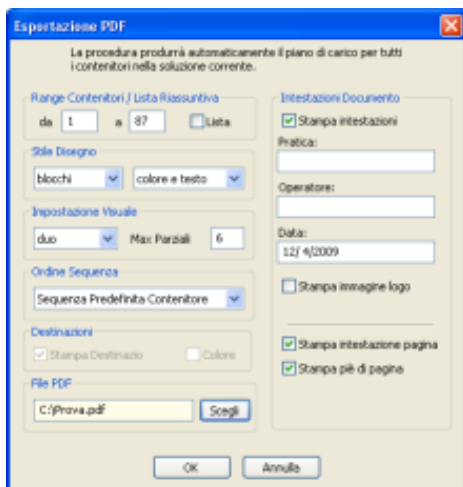 Esportazione PDF
La procedura produrrà automaticamente il piano di carico per tutti
i contenitori nella soluzione corrente.
Range Contenitori / Lista Riassuntiva
da 1 a 87 Lista
Stile Disegno
blocchi colore e testo
Impostazione Visuale
duo Max Parziali 6
Ordine Sequenza
Sequenza Predefinita Contenitore
Destinazioni
Stampa Destinazio Colore
File PDF
C:\Prova.pdf Scegli
Intestazioni Documento
Stampa intestazioni
Pratica:
Operatore:
Data:
12/ 4/2009
Stampa immagine logo
Stampa intestazione pagina
Stampa piè di pagina
OK Annulla